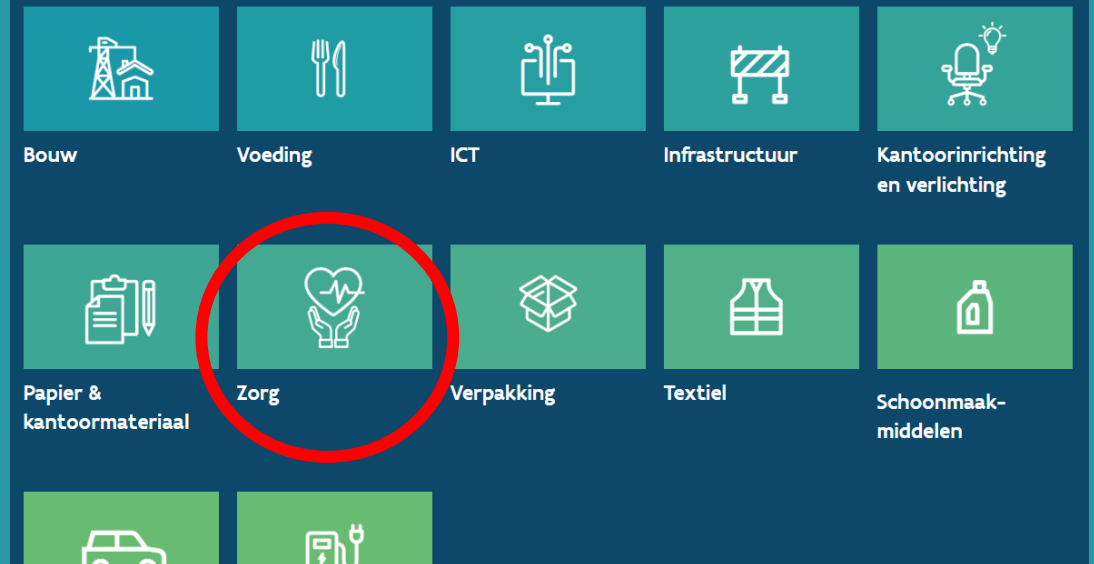 Bouw
Voeding
ICT
Infrastructuur
Kantoorinrichting
en verlichting
Papier &
kantoormateriaal
Zorg
Verpakking
Textiel
Schoonmaak-
middelen